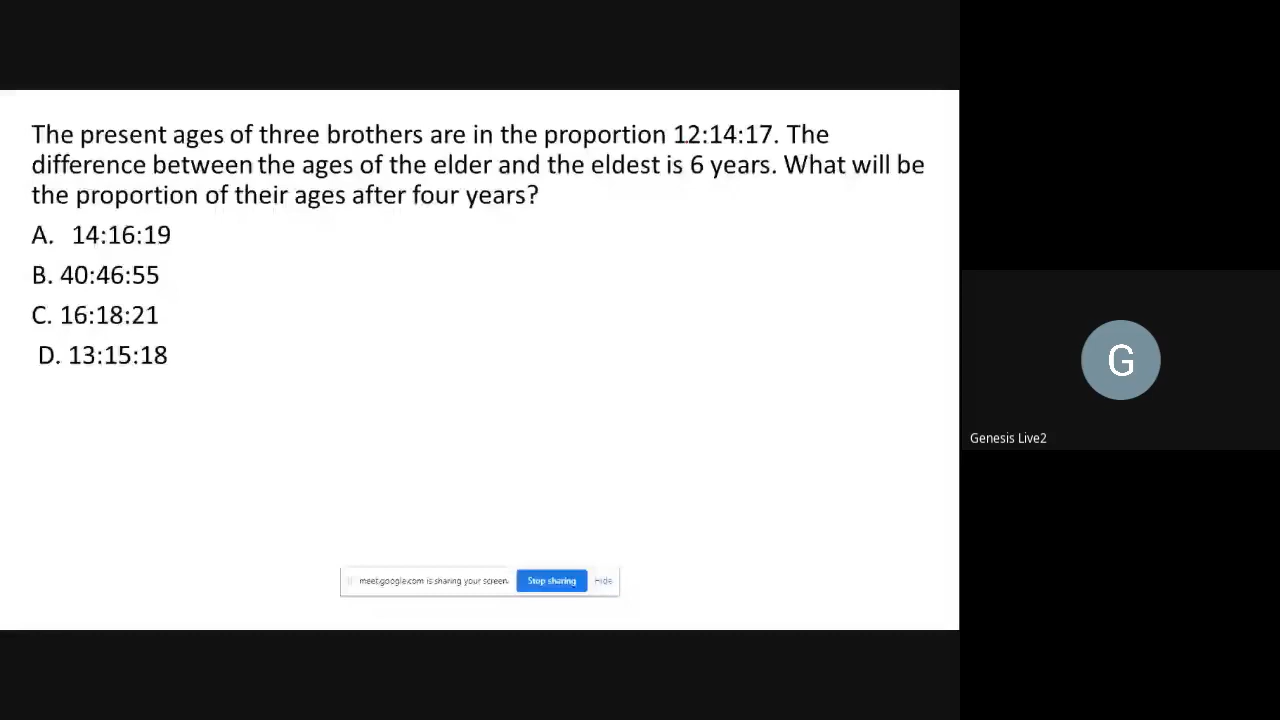 The present ages of three brothers are in the proportion 12:14:17. The
difference between the ages of the elder and the eldest is 6 years. What will be
the proportion of their ages after four years?
A. 14:16:19
B. 40:46:55
C. 16:18:21
D. 13:15:18
G
Genesis Live2
meet.google.com is sharing your screen.
Stop sharing
Hide